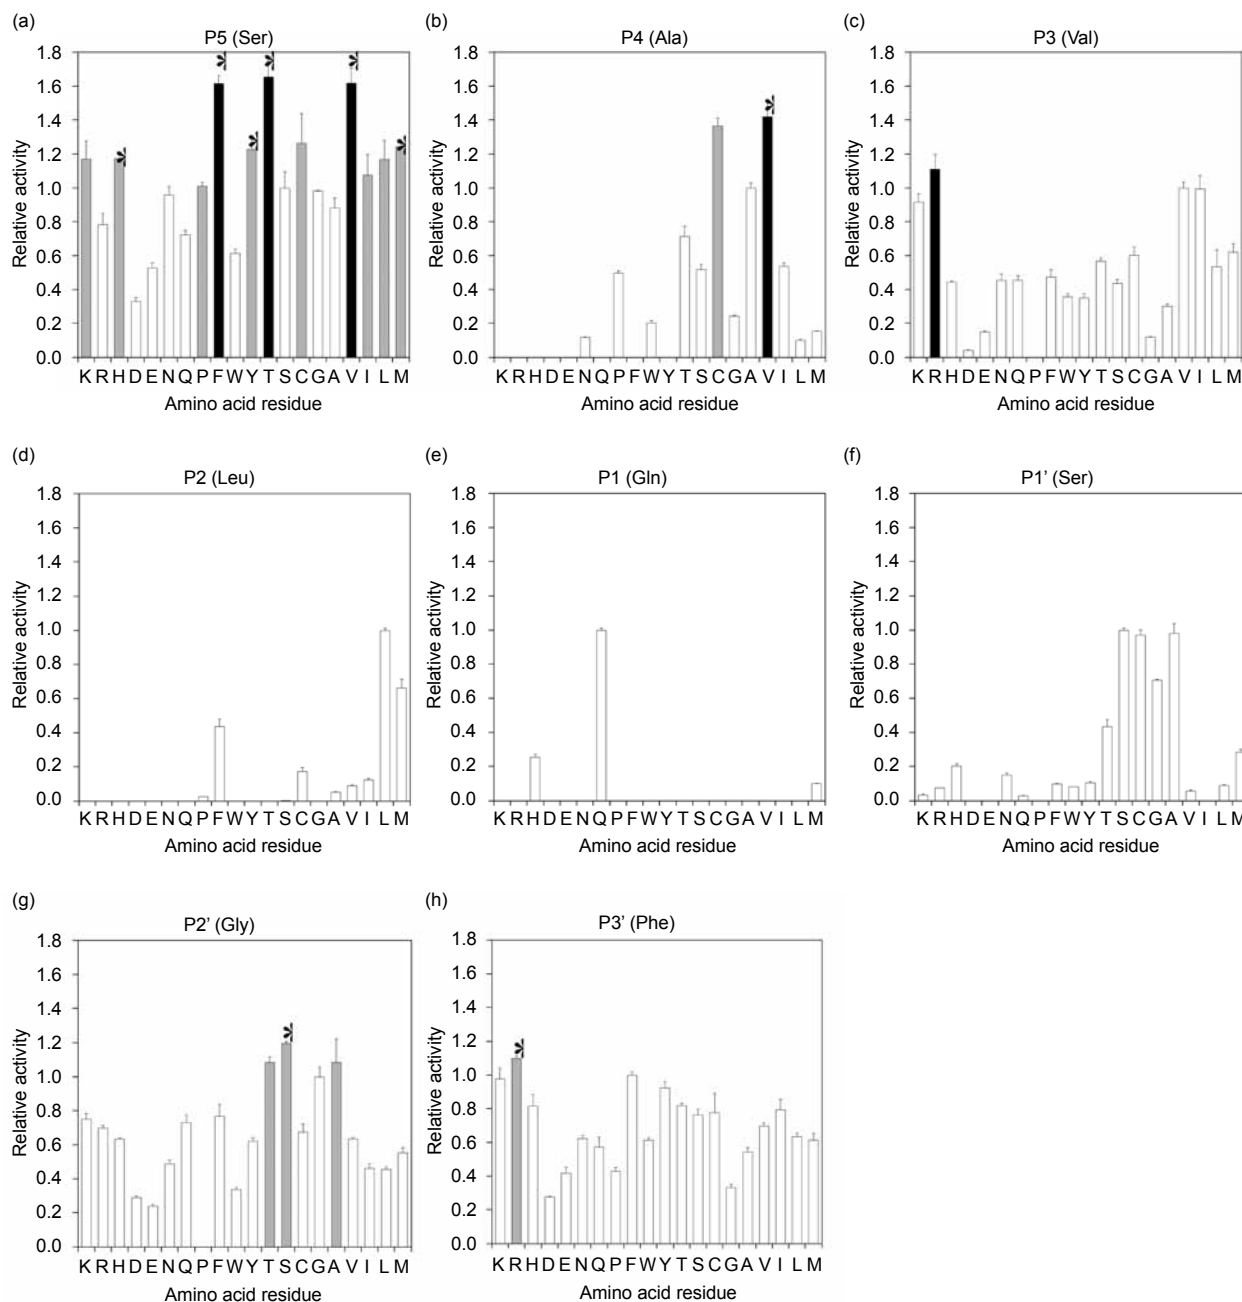 (a)
P5 (Ser)
1.8
1.6
1.4
1.2
1.0
0.8
0.6
0.4
0.2
0.0
Relative activity
K R H D E N Q P F W Y T S C G A V I L M
Amino acid residue
(b)
P4 (Ala)
1.8
1.6
1.4
1.2
1.0
0.8
0.6
0.4
0.2
0.0
Relative activity
K R H D E N Q P F W Y T S C G A V I L M
Amino acid residue
(c)
P3 (Val)
1.8
1.6
1.4
1.2
1.0
0.8
0.6
0.4
0.2
0.0
Relative activity
K R H D E N Q P F W Y T S C G A V I L M
Amino acid residue
(d)
P2 (Leu)
1.8
1.6
1.4
1.2
1.0
0.8
0.6
0.4
0.2
0.0
Relative activity
K R H D E N Q P F W Y T S C G A V I L M
Amino acid residue
(e)
P1 (Gln)
1.8
1.6
1.4
1.2
1.0
0.8
0.6
0.4
0.2
0.0
Relative activity
K R H D E N Q P F W Y T S C G A V I L M
Amino acid residue
(f)
P1’ (Ser)
1.8
1.6
1.4
1.2
1.0
0.8
0.6
0.4
0.2
0.0
Relative activity
K R H D E N Q P F W Y T S C G A V I L M
Amino acid residue
(g)
P2’ (Gly)
1.8
1.6
1.4
1.2
1.0
0.8
0.6
0.4
0.2
0.0
Relative activity
K R H D E N Q P F W Y T S C G A V I L M
Amino acid residue
(h)
P3’ (Phe)
1.8
1.6
1.4
1.2
1.0
0.8
0.6
0.4
0.2
0.0
Relative activity
K R H D E N Q P F W Y T S C G A V I L M
Amino acid residue